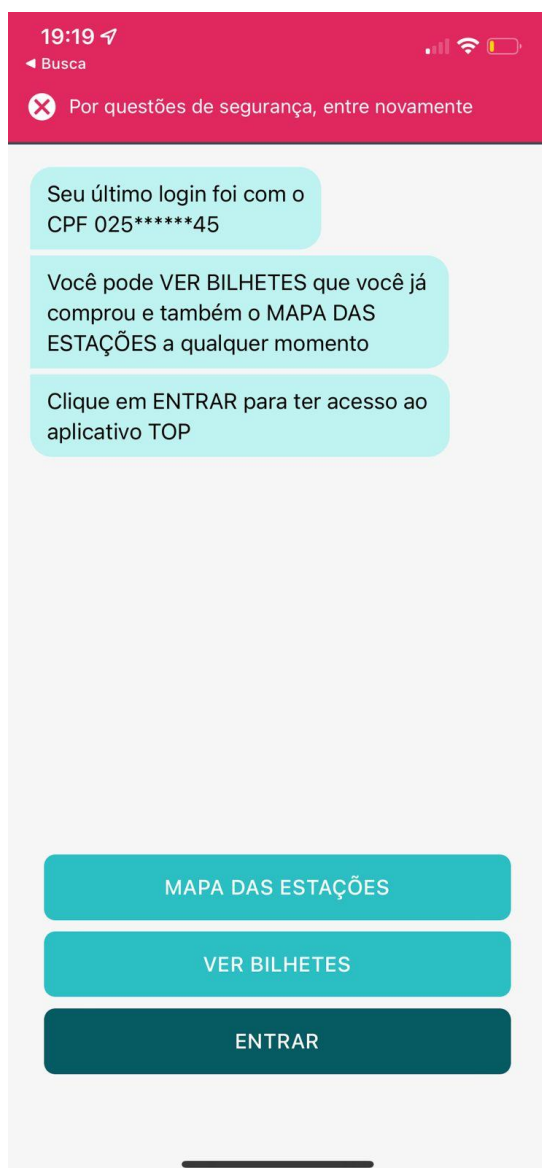 19:19
◀ Busca
Por questões de segurança, entre novamente
Seu último login foi com o
CPF 025******45
Você pode VER BILHETES que você já
comprou e também o MAPA DAS
ESTAÇÕES a qualquer momento
Clique em ENTRAR para ter acesso ao
aplicativo TOP
MAPA DAS ESTAÇÕES
VER BILHETES
ENTRAR